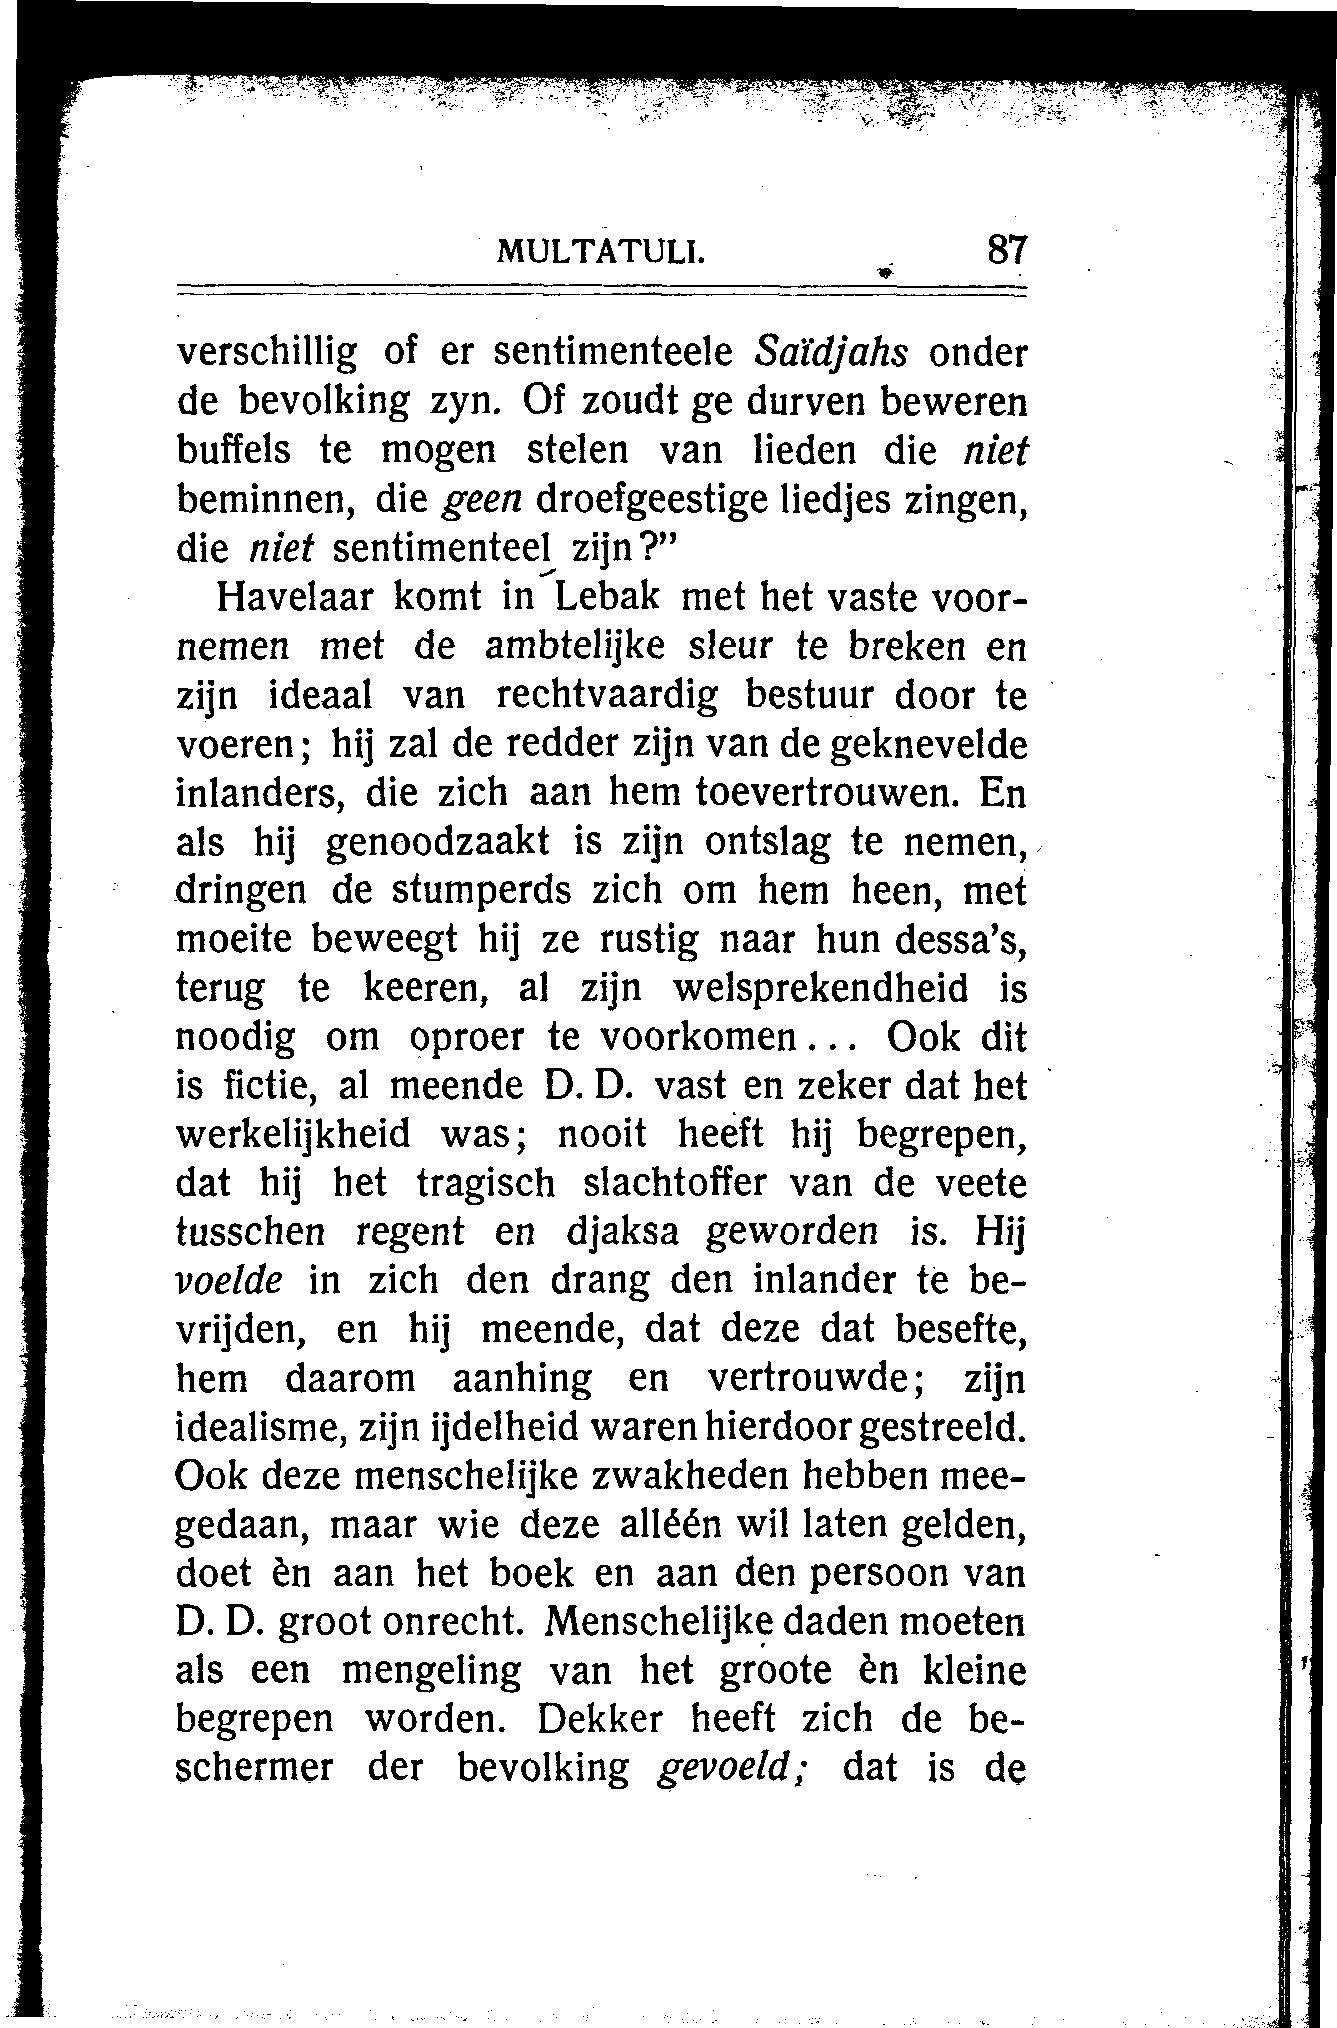 MULTATULI. 87
verschillig of er sentimenteele Saïdjahs onder
de bevolking zyn. Of zoudt ge durven beweren
buffels te mogen stelen van lieden die niet
beminnen, die geen droefgeestige liedjes zingen,
die niet sentimenteel zijn?”
Havelaar komt in Lebak met het vaste voor-
nemen met de ambtelijke sleur te breken en
zijn ideaal van rechtvaardig bestuur door te
voeren; hij zal de redder zijn van de geknevelde
inlanders, die zich aan hem toevertrouwen. En
als hij genoodzaakt is zijn ontslag te nemen,
dringen de stumperds zich om hem heen, met
moeite beweegt hij ze rustig naar hun dessa’s,
terug te keeren, al zijn welsprekendheid is
noodig om oproer te voorkomen... Ook dit
is fictie, al meende D. D. vast en zeker dat het
werkelijkheid was; nooit heeft hij begrepen,
dat hij het tragisch slachtoffer van de veete
tusschen regent en djaksa geworden is. Hij
voelde in zich den drang den inlander te be-
vrijden, en hij meende, dat deze dat besefte,
hem daarom aanhing en vertrouwde; zijn
idealisme, zijn ijdelheid waren hierdoor gestreeld.
Ook deze menschelijke zwakheden hebben mee-
gedaan, maar wie deze alléén wil laten gelden,
doet èn aan het boek en aan den persoon van
D. D. groot onrecht. Menschelijke daden moeten
als een mengeling van het groote èn kleine
begrepen worden. Dekker heeft zich de be-
schermer der bevolking gevoeld; dat is de